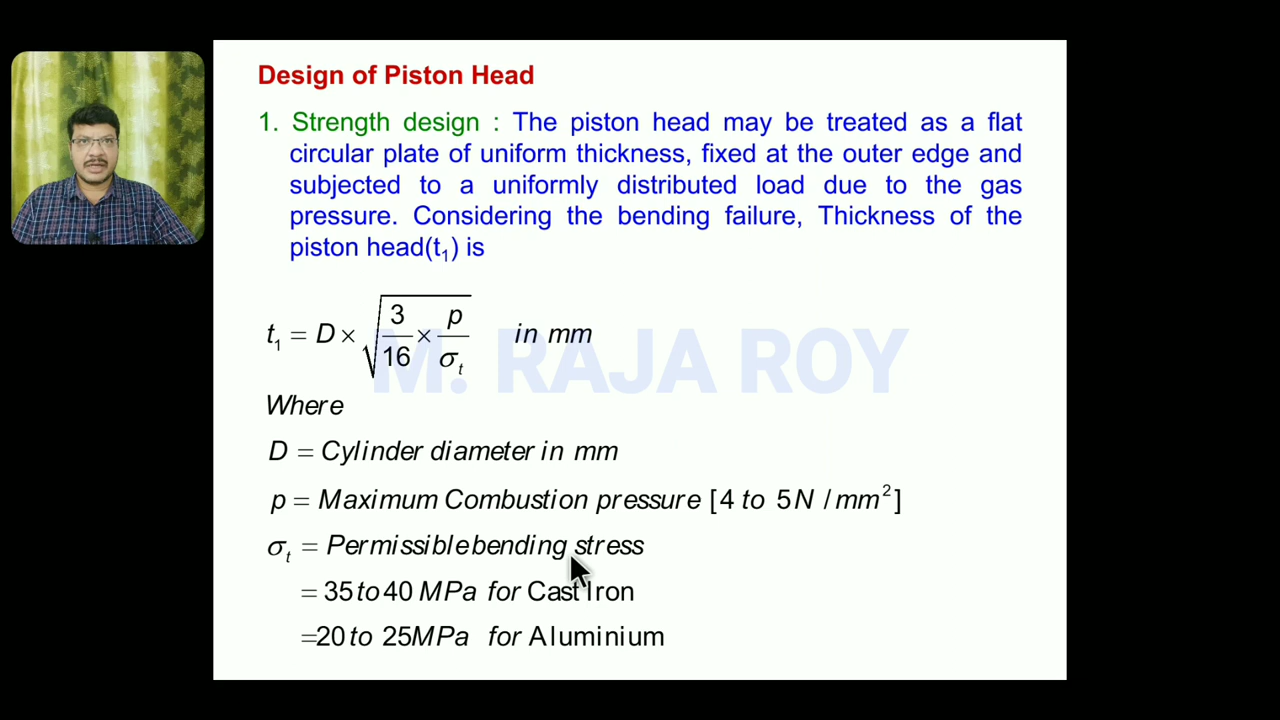 Design of Piston Head
1. Strength design : The piston head may be treated as a flat
circular plate of uniform thickness, fixed at the outer edge and
subjected to a uniformly distributed load due to the gas
pressure. Considering the bending failure, Thickness of the
piston head(t₁) is
t₁ = D × √(3/16 × p/σₜ) in mm
M. RAJA ROY
Where
D = Cylinder diameter in mm
p = Maximum Combustion pressure [4 to 5N / mm²]
σₜ = Permissible bending stress
= 35 to 40 MPa for Cast Iron
=20 to 25MPa for Aluminium